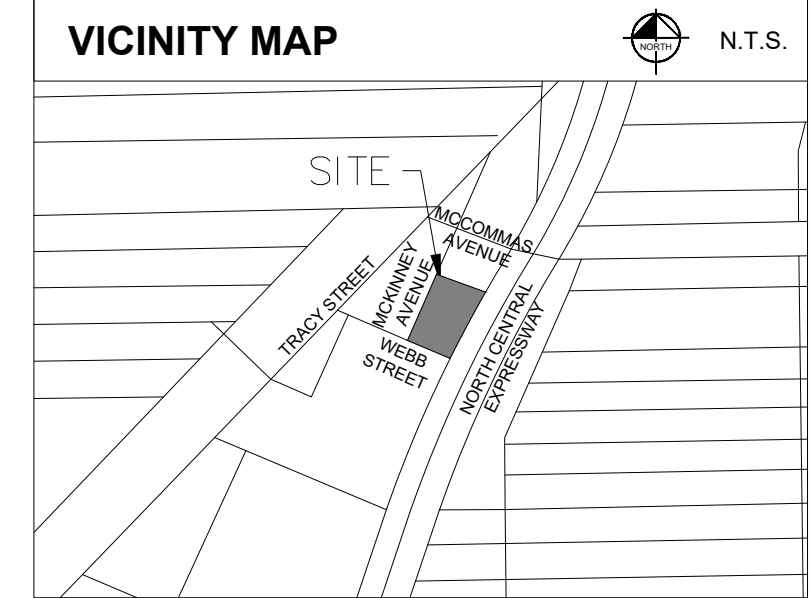 VICINITY MAP
NORTH
N.T.S.
SITE
MCCOMMAS
AVENUE
MCKINNEY
AVENUE
TRACY STREET
WEBB
STREET
NORTH CENTRAL
EXPRESSWAY